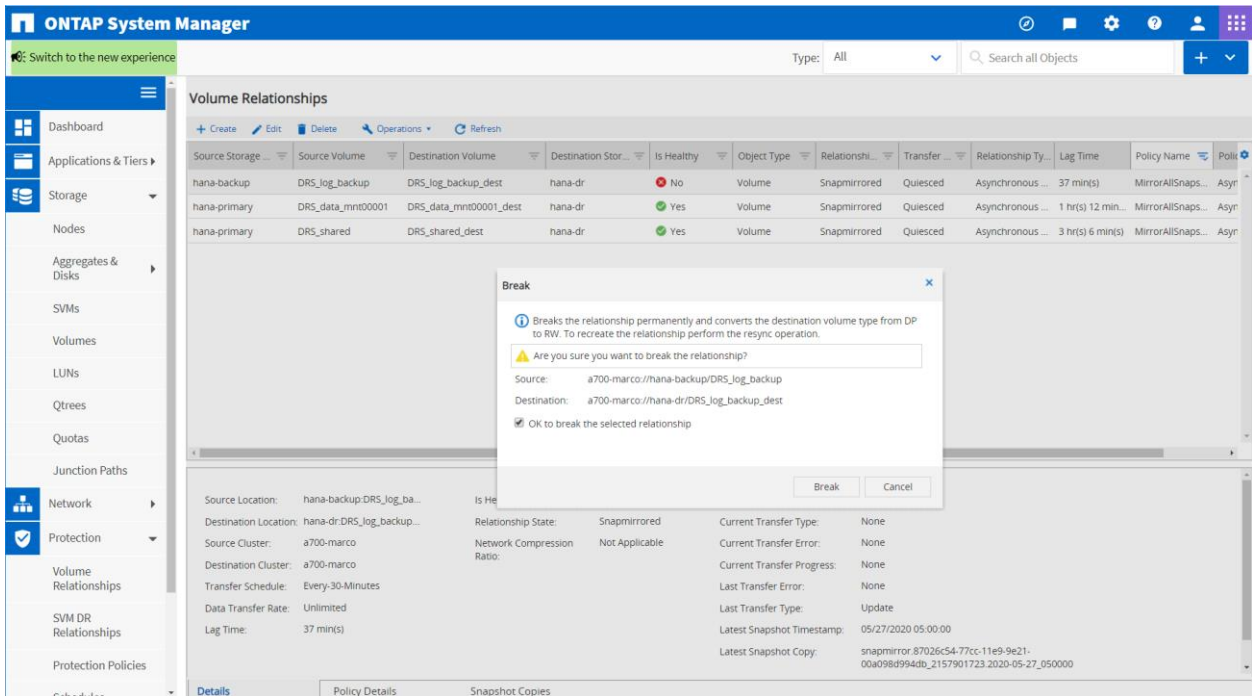 ONTAP System Manager
Switch to the new experience
Type: All
Search all Objects
Volume Relationships
Dashboard
Applications & Tiers
Storage
Nodes
Aggregates & Disks
SVMs
Volumes
LUNs
Qtrees
Quotas
Junction Paths
Network
Protection
Volume Relationships
SVM DR Relationships
Protection Policies
Schedules
+ Create Edit Delete Operations Refresh
Source Storage ... Source Volume Destination Volume Destination Stor... Is Healthy Object Type Relationshi... Transfer ... Relationship Ty... Lag Time Policy Name Polic
hana-backup DRS_log_backup DRS_log_backup_dest hana-dr No Volume Snapmirrored Quiesced Asynchronous ... 37 min(s) MirrorAllSnaps... Asyn
hana-primary DRS_data_mnt00001 DRS_data_mnt00001_dest hana-dr Yes Volume Snapmirrored Quiesced Asynchronous ... 1 hr(s) 12 min... MirrorAllSnaps... Asyn
hana-primary DRS_shared DRS_shared_dest hana-dr Yes Volume Snapmirrored Quiesced Asynchronous ... 3 hr(s) 6 min(s) MirrorAllSnaps... Asyn
Break
Breaks the relationship permanently and converts the destination volume type from DP
to RW. To recreate the relationship perform the resync operation.
Are you sure you want to break the relationship?
Source: a700-marco://hana-backup/DRS_log_backup
Destination: a700-marco://hana-dr/DRS_log_backup_dest
OK to break the selected relationship
Break Cancel
Source Location: hana-backup:DRS_log_ba... Is He
Destination Location: hana-dr:DRS_log_backup... Relationship State: Snapmirrored Current Transfer Type: None
Source Cluster: a700-marco Network Compression Ratio: Not Applicable Current Transfer Error: None
Destination Cluster: a700-marco Current Transfer Progress: None
Transfer Schedule: Every-30-Minutes Last Transfer Error: None
Data Transfer Rate: Unlimited Last Transfer Type: Update
Lag Time: 37 min(s) Latest Snapshot Timestamp: 05/27/2020 05:00:00
Latest Snapshot Copy: snapmirror.87026c54-77cc-11e9-9e21-
00a098d994db_2157901723.2020-05-27_050000
Details Policy Details Snapshot Copies